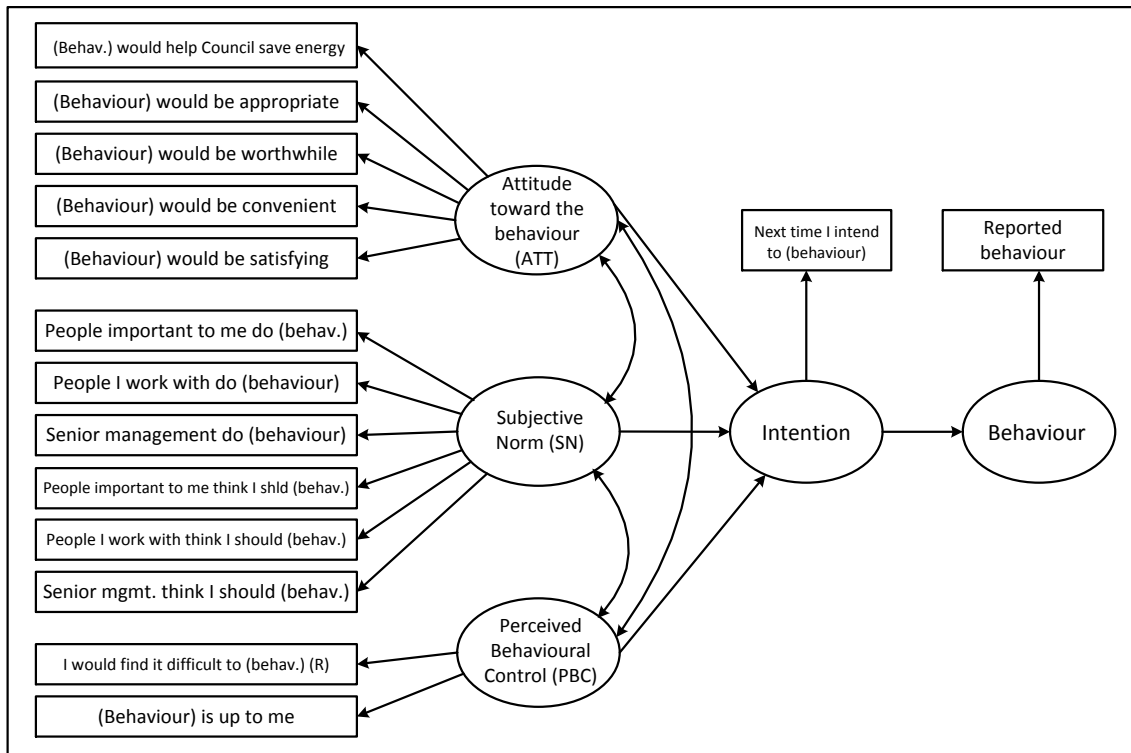 (Behav.) would help Council save energy
(Behaviour) would be appropriate
(Behaviour) would be worthwhile
(Behaviour) would be convenient
(Behaviour) would be satisfying
People important to me do (behav.)
People I work with do (behaviour)
Senior management do (behaviour)
People important to me think I shld (behav.)
People I work with think I should (behav.)
Senior mgmt. think I should (behav.)
I would find it difficult to (behav.) (R)
(Behaviour) is up to me
Attitude
toward the
behaviour
(ATT)
Subjective
Norm (SN)
Perceived
Behavioural
Control (PBC)
Next time I intend
to (behaviour)
Intention
Reported
behaviour
Behaviour